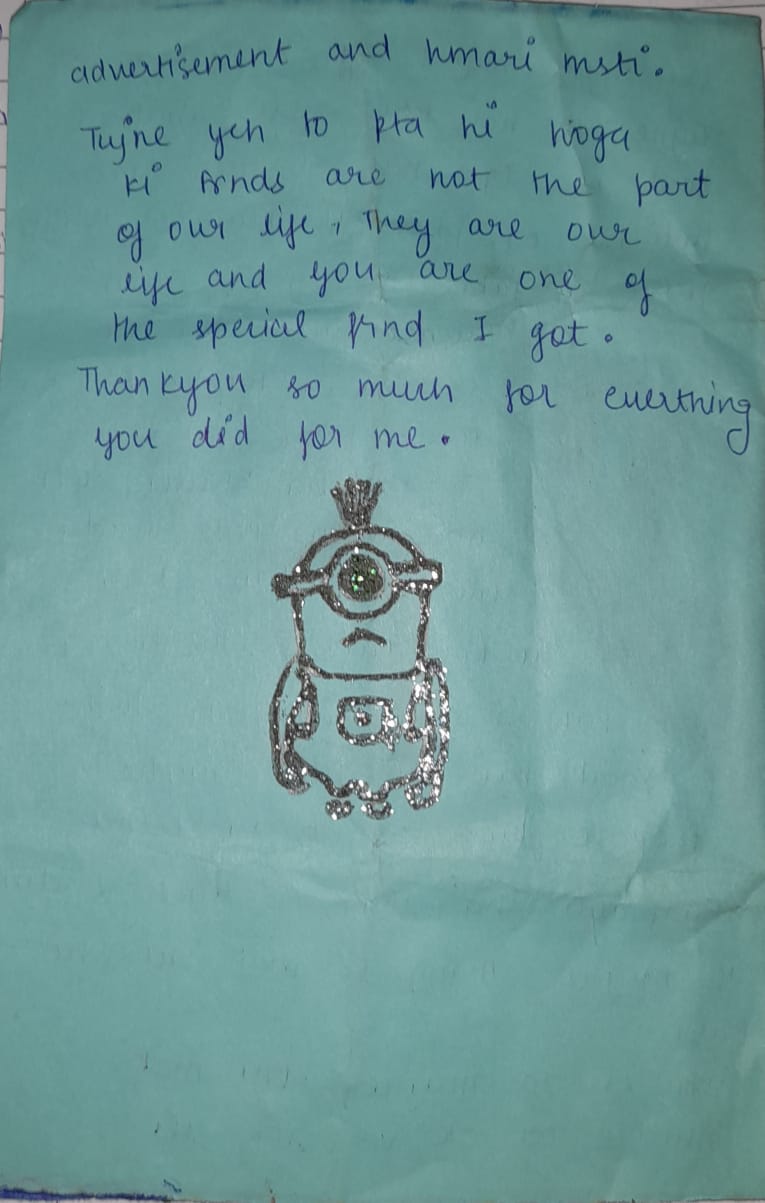 advertisement and hmari msti.
Tujhe yeh to pta hi hoga
ki frnds are not the part
of our life, they are our
life and you are one of
the special frnd I got.
Thankyou so much for everthing
you did for me.